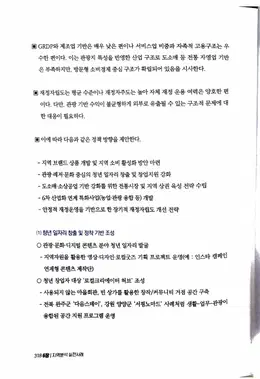 ▣ GRDP와 제조업 기반은 매우 낮은 편이나 서비스업 비중과 자족적 고용구조는 우
수한 편이다. 이는 관광지 특성을 반영한 산업 구조로 도소매 등 전통 자영업 기반
은 부족하지만, 방문형 소비경제 중심 구조가 확립되어 있음을 시사한다.
▣ 재정자립도는 평균 수준이나 재정자주도는 높아 자체 재정 운용 여력은 양호한 편
이다. 다만, 관광 기반 수익이 불균형하게 외부로 유출될 수 있는 구조적 문제에 대
한 대응이 필요하다.
▣ 이에 따라 다음과 같은 정책 방향을 제안한다.
- 지역 브랜드 상품 개발 및 지역 소비 활성화 방안 마련
- 관광·레저·문화 중심의 청년 일자리 창출 및 창업지원 강화
- 도소매·소상공업 기반 강화를 위한 전통시장 및 지역 상권 육성 전략 수립
- 6차 산업화 연계 특화사업(농업·관광 융합 등) 개발
- 안정적 재정운영을 기반으로 한 장기적 재정자립도 개선 전략
(1) 청년 일자리 창출 및 정착 기반 조성
○ 관광·문화·디지털 콘텐츠 분야 청년 일자리 발굴
- 지역자원을 활용한 영상·디자인·로컬굿즈 기획 프로젝트 운영(예 : 인스타 캠페인
연계형 콘텐츠 제작단)
○ 청년 창업자 대상 '로컬크리에이터 허브' 조성
- 사용되지 않는 마을회관, 빈 상가를 활용한 창작/커뮤니티 거점 공간 구축
- 전북 완주군 '다음스페이', 강원 양양군 '서핑노마드' 사례처럼 생활-업무-관광이
융합된 공간 지원 프로그램 운영